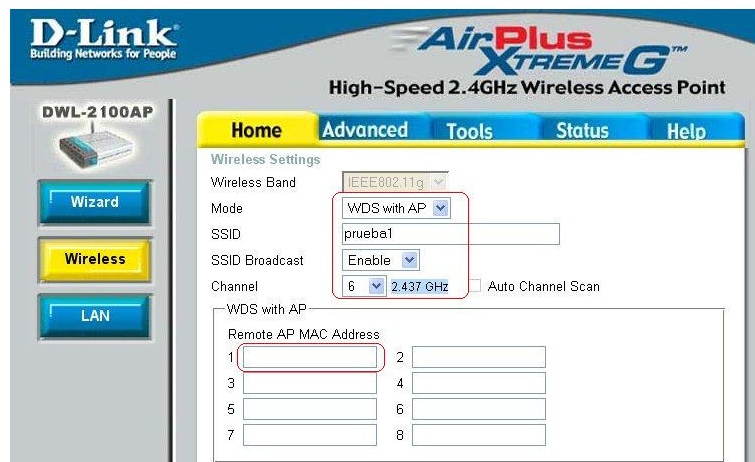 D-Link
Building Networks for People
AirPlus
XTREME G™
High-Speed 2.4GHz Wireless Access Point
DWL-2100AP
Home Advanced Tools Status Help
Wizard
Wireless
LAN
Wireless Settings
Wireless Band IEEE802.11g
Mode WDS with AP
SSID prueba1
SSID Broadcast Enable
Channel 6 2.437 GHz Auto Channel Scan
WDS with AP
Remote AP MAC Address
1 2
3 4
5 6
7 8